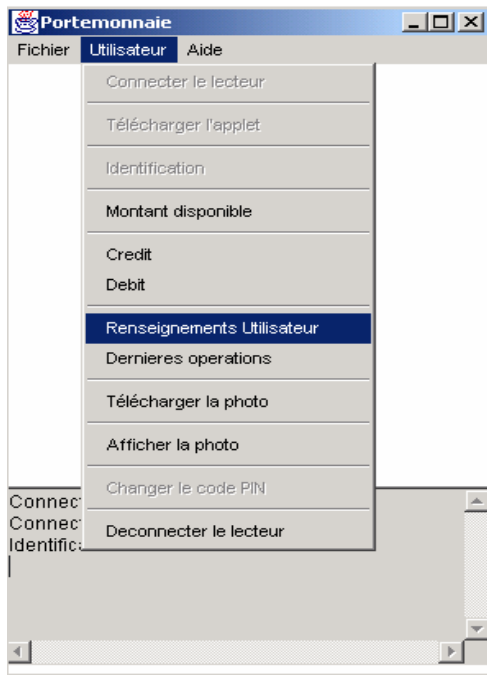 Portemonnaie
Fichier Utilisateur Aide
Connecter le lecteur
Télécharger l'applet
Identification
Montant disponible
Credit
Debit
Renseignements Utilisateur
Dernieres operations
Télécharger la photo
Afficher la photo
Changer le code PIN
Deconnecter le lecteur